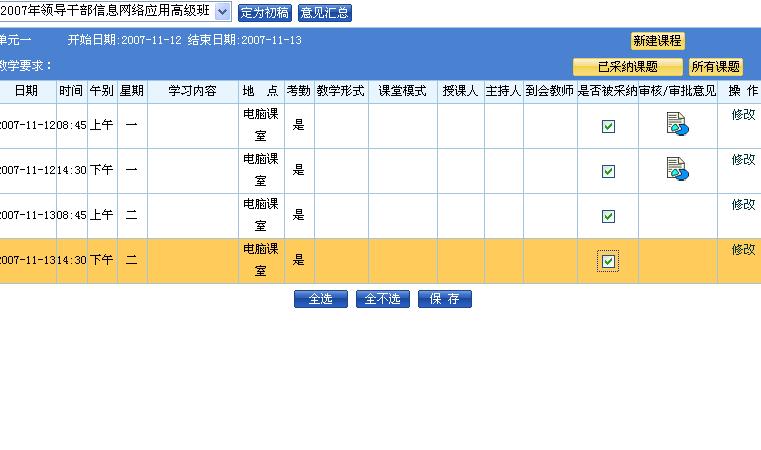 2007年领导干部信息网络应用高级班 定为初稿 意见汇总
单元一 开始日期:2007-11-12 结束日期:2007-11-13 新建课程
教学要求： 已采纳课题 所有课题
日期 时间 午别 星期 学习内容 地 点 考勤 教学形式 课堂模式 授课人 主持人 到会教师 是否被采纳 审核/审批意见 操 作
2007-11-12 08:45 上午 一 电脑课室 是 修改
2007-11-12 14:30 下午 一 电脑课室 是 修改
2007-11-13 08:45 上午 二 电脑课室 是 修改
2007-11-13 14:30 下午 二 电脑课室 是 修改
全选 全不选 保 存